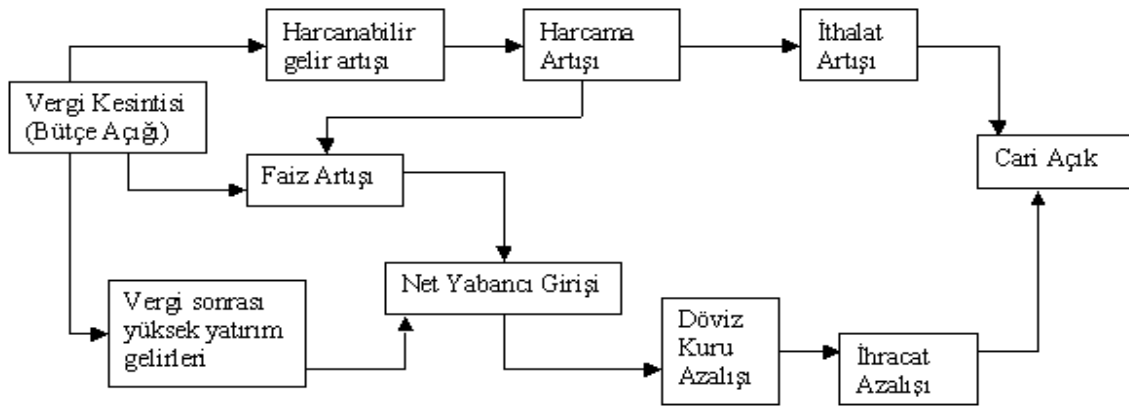 Harcanabilir
gelir artışı
Harcama
Artışı
İthalat
Artışı
Vergi Kesintisi
(Bütçe Açığı)
Cari Açık
Faiz Artışı
Net Yabancı Girişi
Vergi sonrası
yüksek yatırım
gelirleri
Döviz
Kuru
Azalışı
İhracat
Azalışı